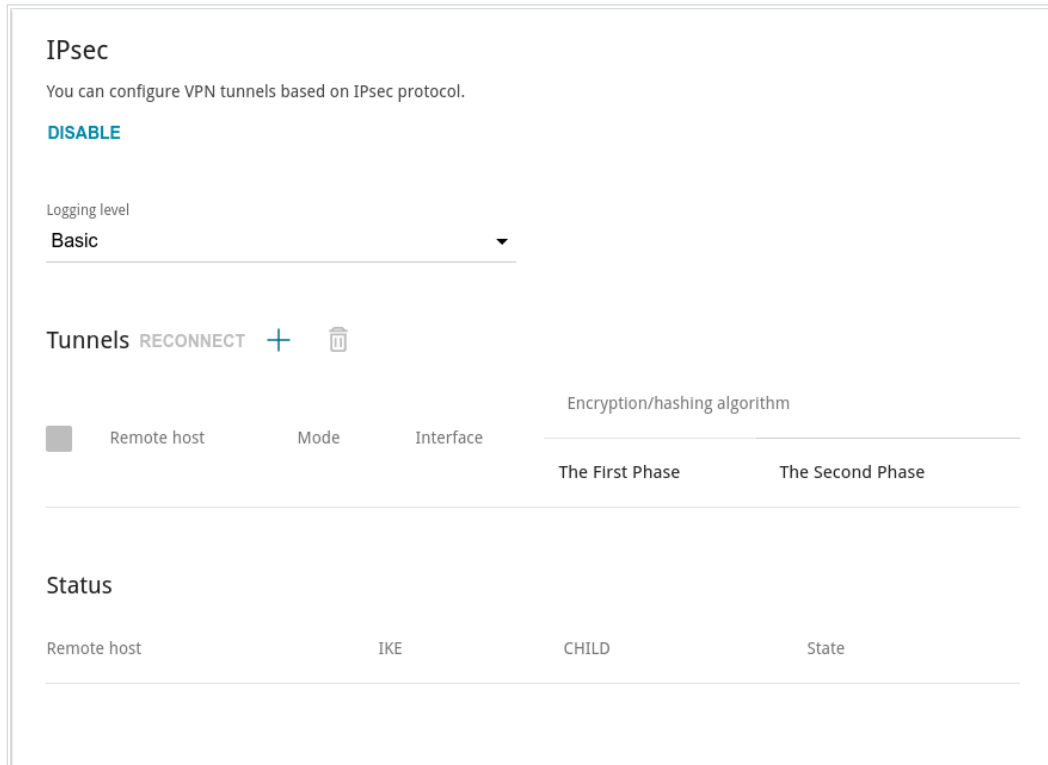 IPsec
You can configure VPN tunnels based on IPsec protocol.
DISABLE
Logging level
Basic
Tunnels RECONNECT
Encryption/hashing algorithm
Remote host Mode Interface
The First Phase The Second Phase
Status
Remote host IKE CHILD State